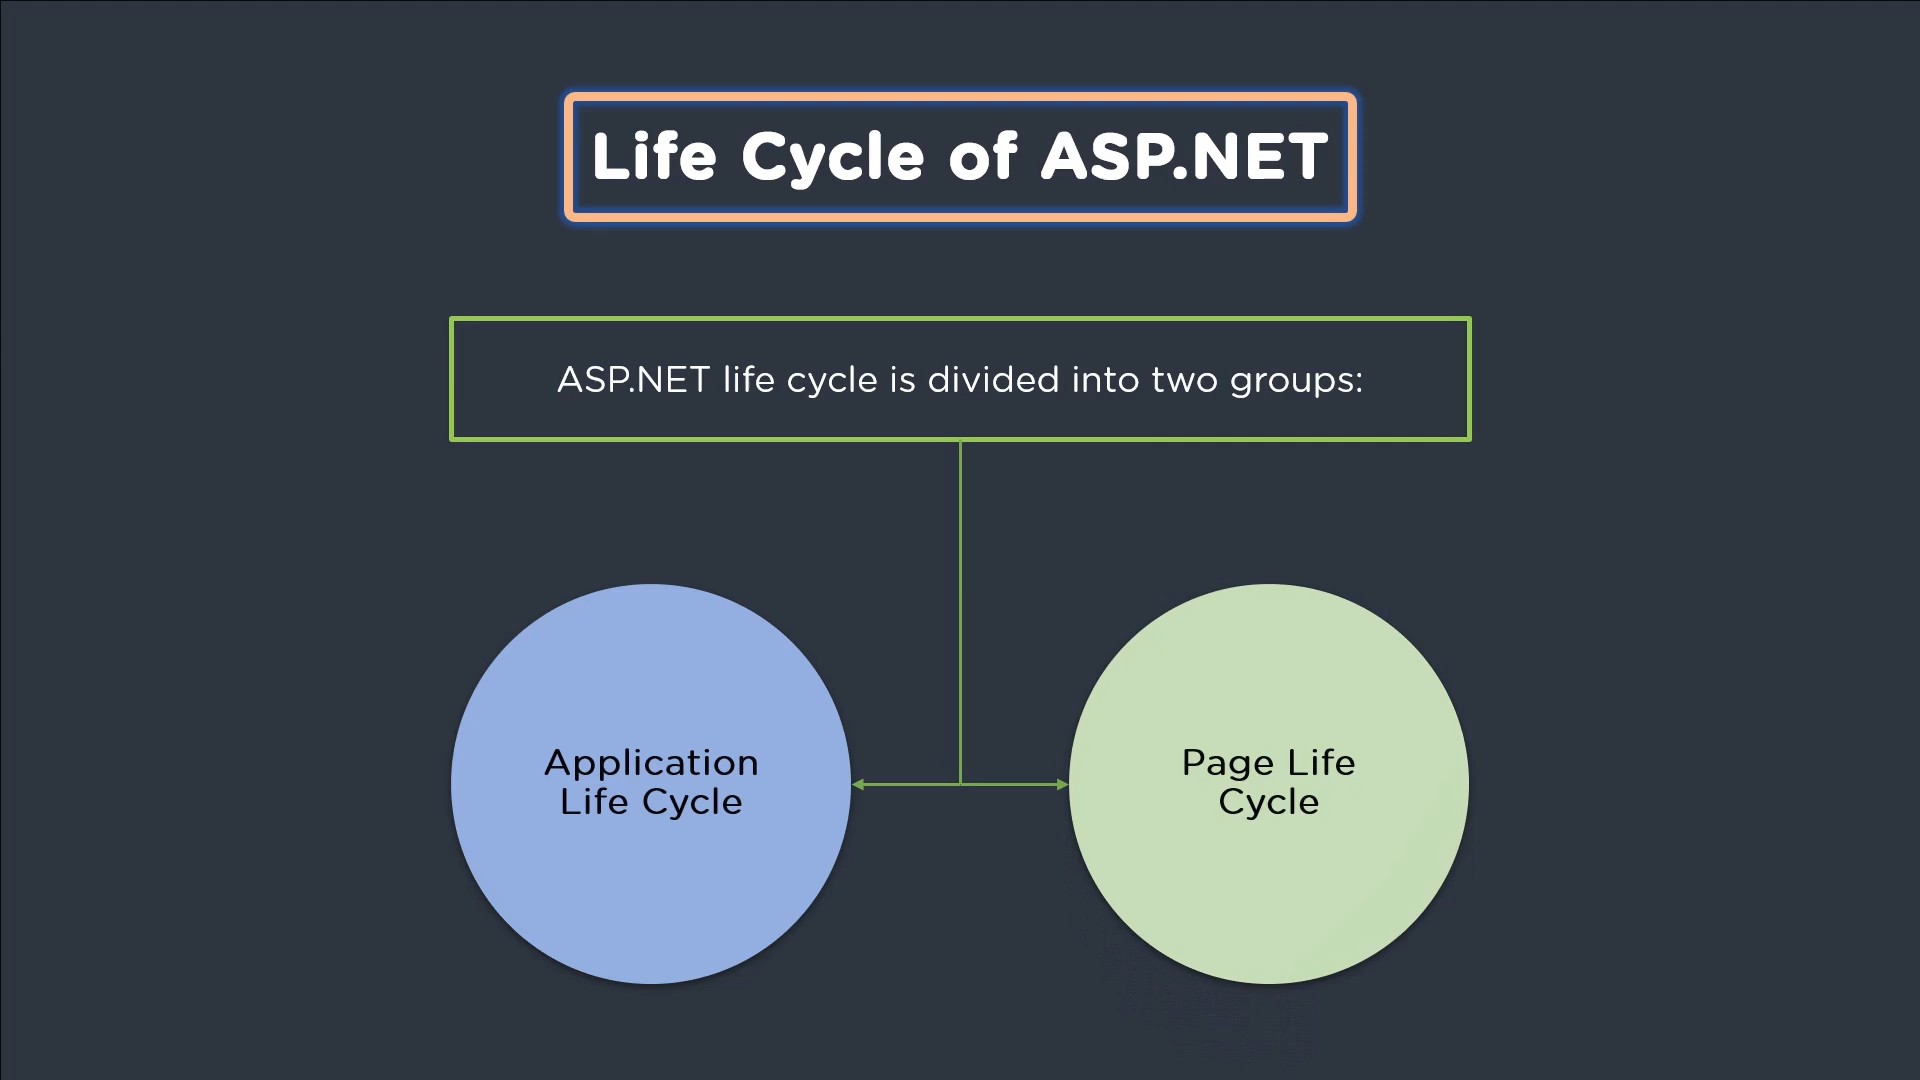 Life Cycle of ASP.NET
ASP.NET life cycle is divided into two groups:
Application
Life Cycle
Page Life
Cycle